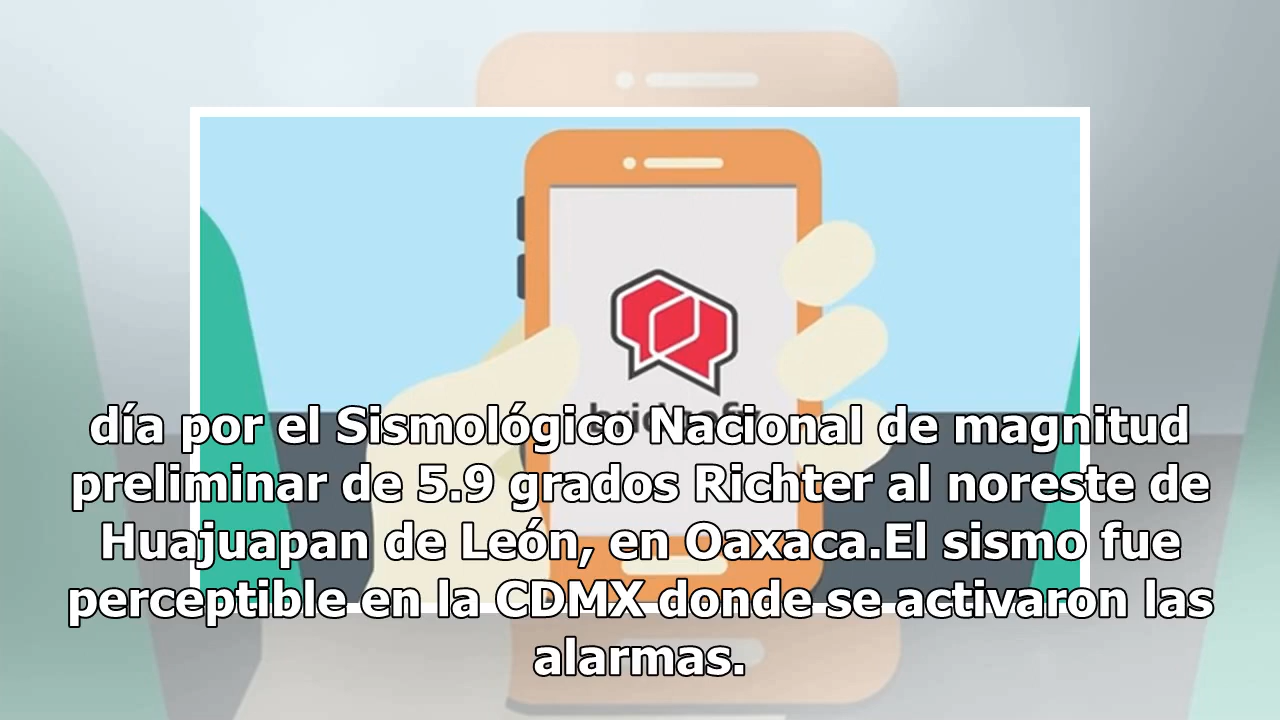 día por el Sismológico Nacional de magnitud
preliminar de 5.9 grados Richter al noreste de
Huajuapan de León, en Oaxaca.El sismo fue
perceptible en la CDMX donde se activaron las
alarmas.